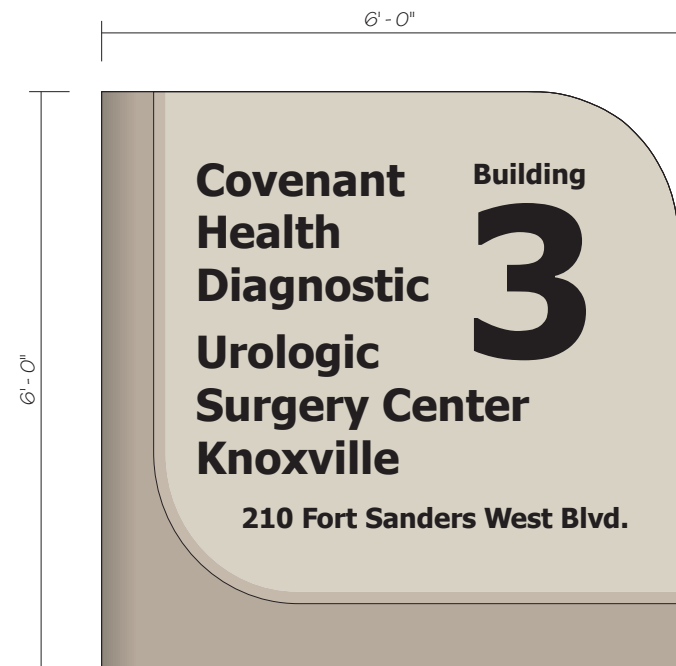 6'-0"
6'-0"
Covenant
Health
Diagnostic
Building
3
Urologic
Surgery Center
Knoxville
210 Fort Sanders West Blvd.